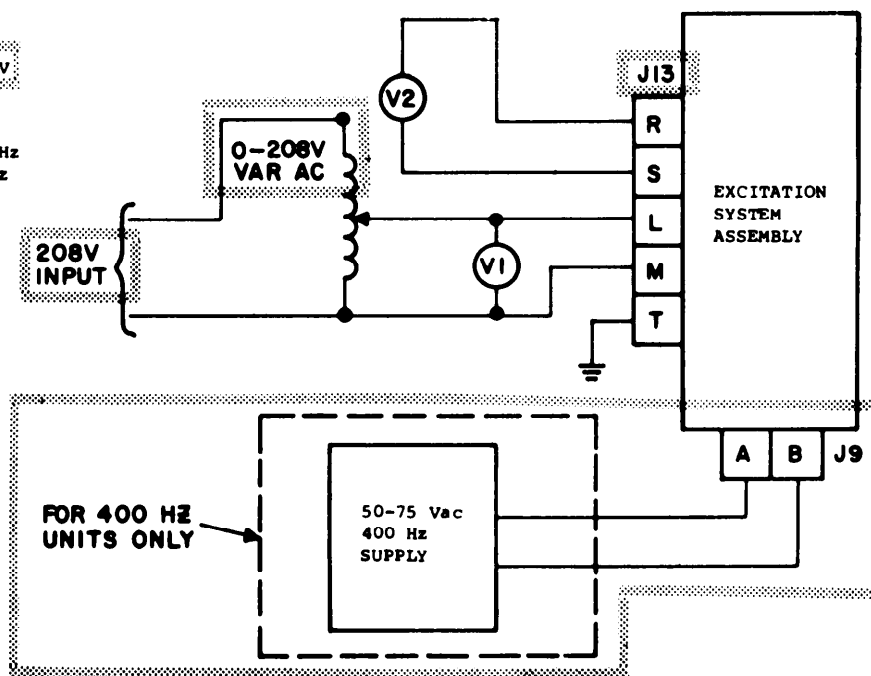 V
Hz
z
208V
INPUT
0-208V
VAR AC
V2
V1
J13
R
S
L
M
T
EXCITATION
SYSTEM
ASSEMBLY
A
B
J9
FOR 400 HZ
UNITS ONLY
50-75 Vac
400 Hz
SUPPLY